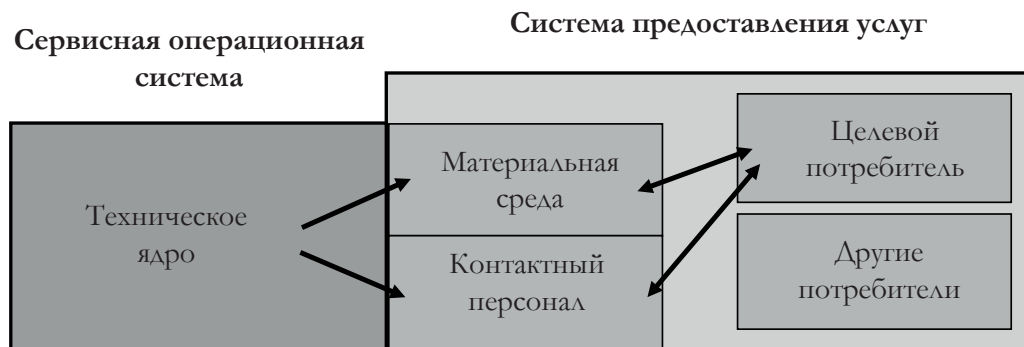 Сервисная операционная
система
Система предоставления услуг
Техническое
ядро
Материальная
среда
Контактный
персонал
Целевой
потребитель
Другие
потребители